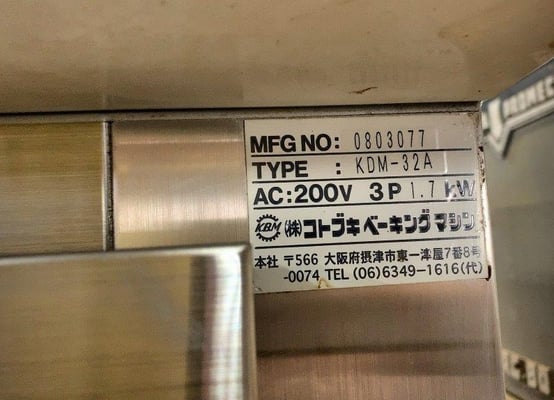 MFG NO: 0803077
TYPE : KDM-32A
AC:200V 3P 1.7 kW
KBM (株)コトブキベーキングマシン
本社 〒566 大阪府摂津市東一津屋7番8号
-0074 TEL (06)6349-1616(代)